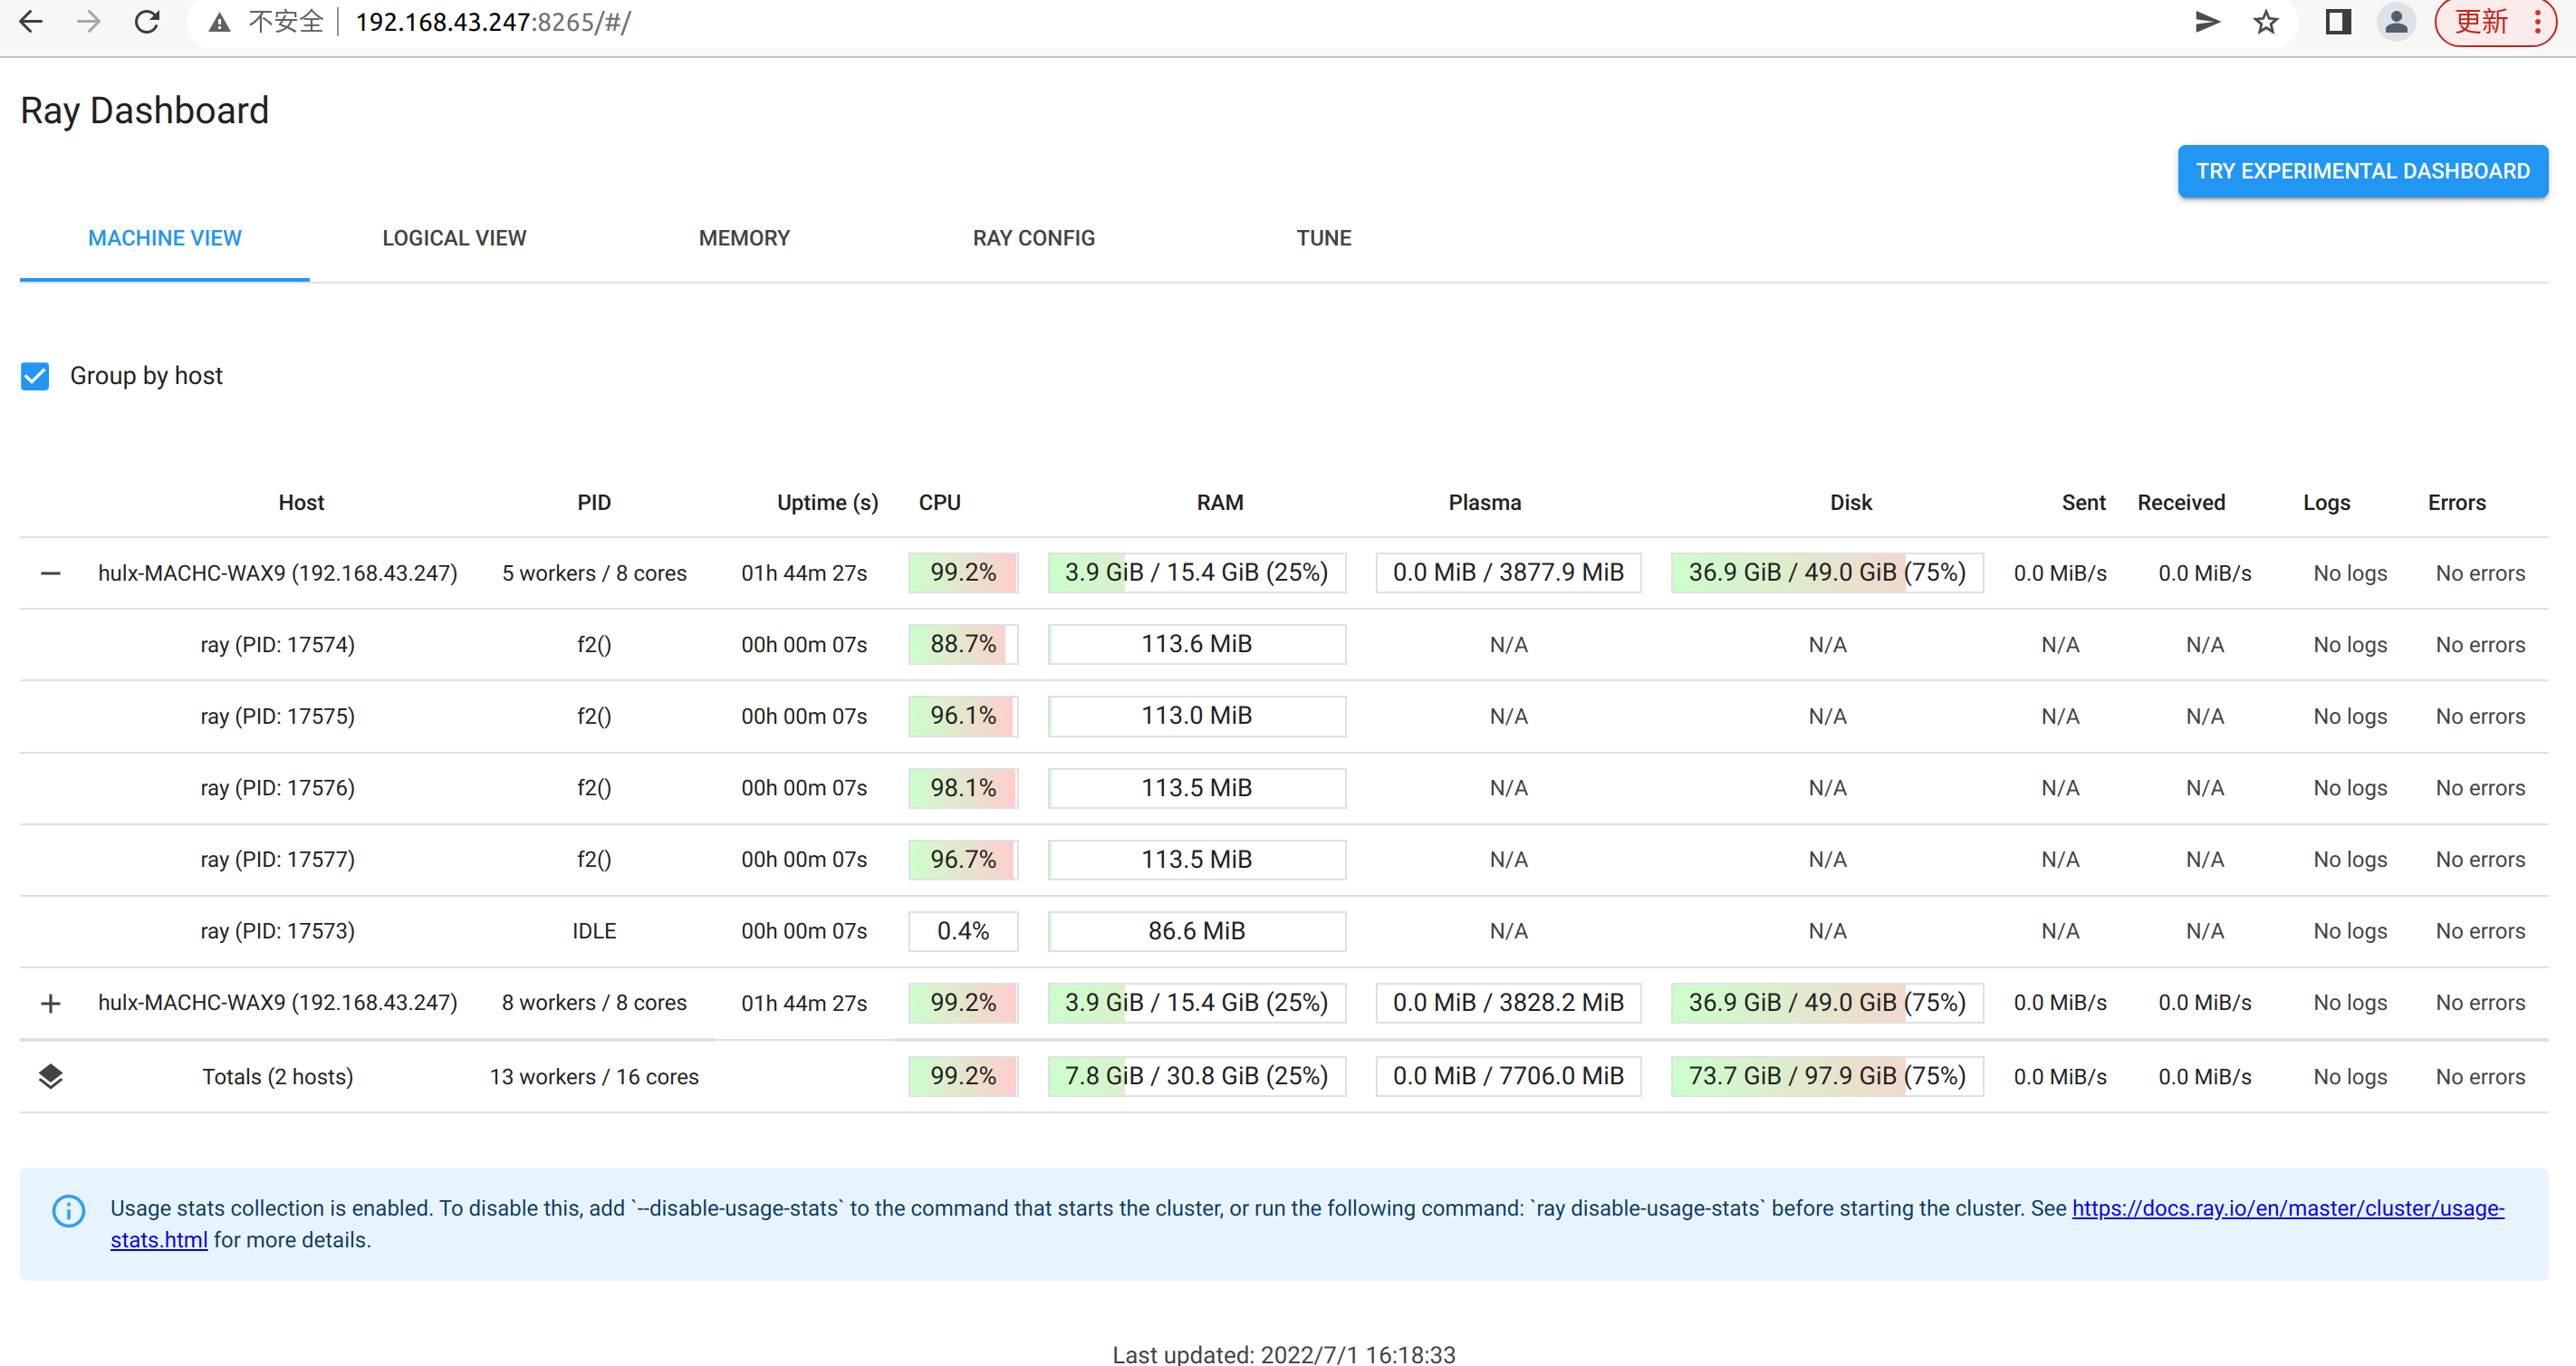 不安全 192.168.43.247:8265/#/ 更新
Ray Dashboard
TRY EXPERIMENTAL DASHBOARD
MACHINE VIEW LOGICAL VIEW MEMORY RAY CONFIG TUNE
Group by host
Host PID Uptime (s) CPU RAM Plasma Disk Sent Received Logs Errors
hulx-MACHC-WAX9 (192.168.43.247) 5 workers / 8 cores 01h 44m 27s 99.2% 3.9 GiB / 15.4 GiB (25%) 0.0 MiB / 3877.9 MiB 36.9 GiB / 49.0 GiB (75%) 0.0 MiB/s 0.0 MiB/s No logs No errors
ray (PID: 17574) f2() 00h 00m 07s 88.7% 113.6 MiB N/A N/A N/A N/A No logs No errors
ray (PID: 17575) f2() 00h 00m 07s 96.1% 113.0 MiB N/A N/A N/A N/A No logs No errors
ray (PID: 17576) f2() 00h 00m 07s 98.1% 113.5 MiB N/A N/A N/A N/A No logs No errors
ray (PID: 17577) f2() 00h 00m 07s 96.7% 113.5 MiB N/A N/A N/A N/A No logs No errors
ray (PID: 17573) IDLE 00h 00m 07s 0.4% 86.6 MiB N/A N/A N/A N/A No logs No errors
hulx-MACHC-WAX9 (192.168.43.247) 8 workers / 8 cores 01h 44m 27s 99.2% 3.9 GiB / 15.4 GiB (25%) 0.0 MiB / 3828.2 MiB 36.9 GiB / 49.0 GiB (75%) 0.0 MiB/s 0.0 MiB/s No logs No errors
Totals (2 hosts) 13 workers / 16 cores 99.2% 7.8 GiB / 30.8 GiB (25%) 0.0 MiB / 7706.0 MiB 73.7 GiB / 97.9 GiB (75%) 0.0 MiB/s 0.0 MiB/s No logs No errors
Usage stats collection is enabled. To disable this, add `--disable-usage-stats` to the command that starts the cluster, or run the following command: `ray disable-usage-stats` before starting the cluster. See https://docs.ray.io/en/master/cluster/usage-
stats.html for more details.
Last updated: 2022/7/1 16:18:33